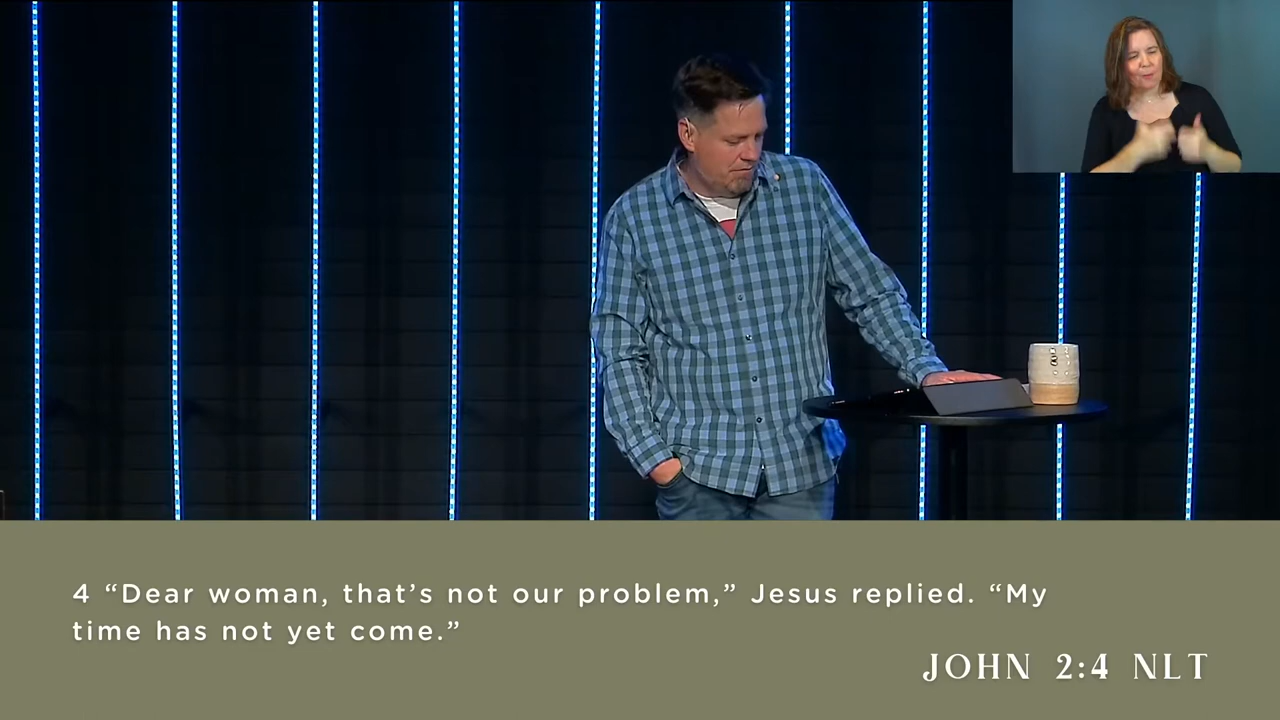 4 “Dear woman, that’s not our problem,” Jesus replied. “My
time has not yet come.”
JOHN 2:4 NLT